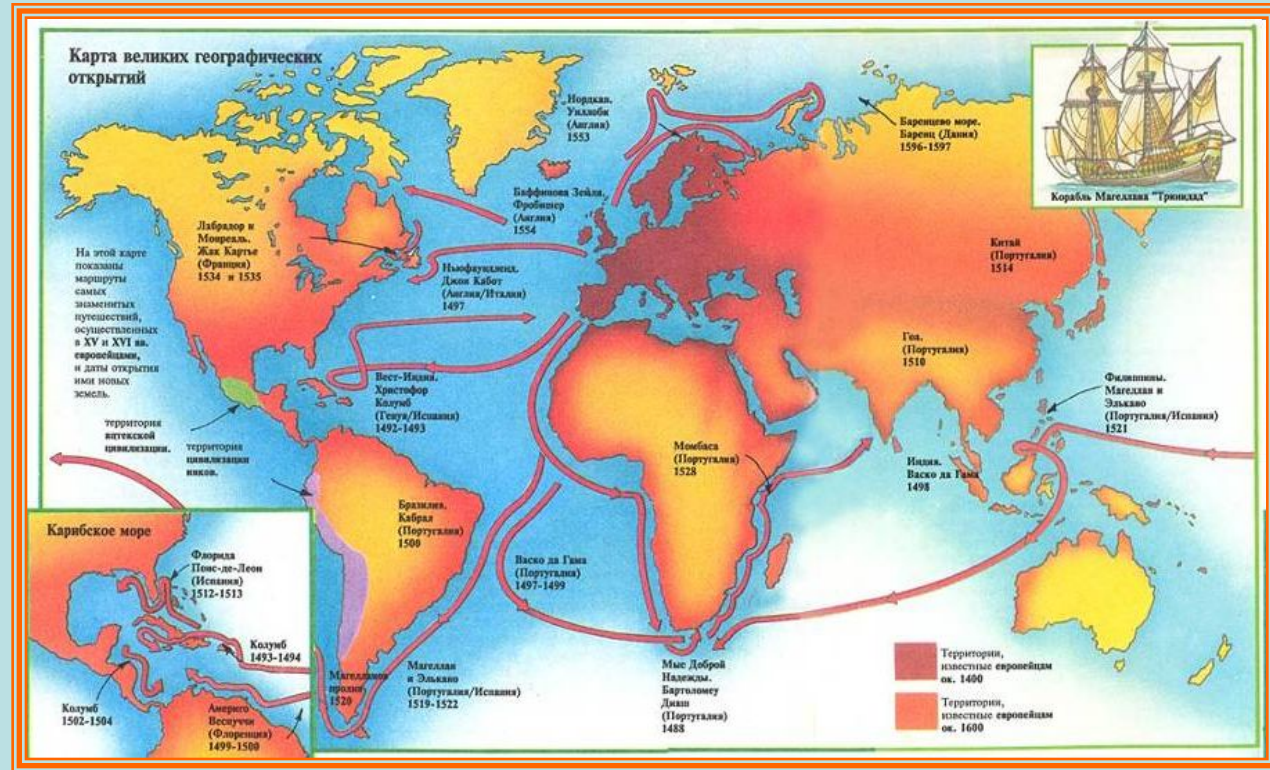 Карта великих географических
открытий
Нордкап.
Уиллоби
(Англия)
1553
Баренцево море.
Баренц (Дания)
1596-1597
Корабль Магеллана "Тринидад"
Баффинова Зейля.
Фробишер
(Англия)
1554
Лабрадор и
Монреаль.
Жак Картье
(Франция)
1534 и 1535
Ньюфаундленд.
Джон Кабот
(Англия/Италия)
1497
Китай
(Португалия)
1514
На этой карте
показаны
маршруты
самых
знаменитых
путешествий,
осуществленных
в XV и XVI вв.
европейцами,
и даты открытия
ими новых
земель.
Гоа.
(Португалия)
1510
Вест-Индия.
Христофор
Колумб
(Генуя/Испания)
1492-1493
Филиппины.
Магеллан и
Элькано
(Португалия/Испания)
1521
территория
ацтекской
цивилизации.
территория
цивилизации
инков.
Момбаса
(Португалия)
1528
Индия.
Васко да Гама
1498
Бразилия.
Кабрал
(Португалия)
1500
Карибское море
Флорида
Понс-де-Леон
(Испания)
1512-1513
Васко да Гама
(Португалия)
1497-1499
Колумб
1493-1494
Колумб
1502-1504
Америго
Веспуччи
(Флоренция)
1499-1500
Магелланов
пролив
1520
Магеллан
и Элькано
(Португалия/Испания)
1519-1522
Мыс Доброй
Надежды.
Бартоломеу
Диаш
(Португалия)
1488
Территории,
известные европейцам
ок. 1400
Территории,
известные европейцам
ок. 1600